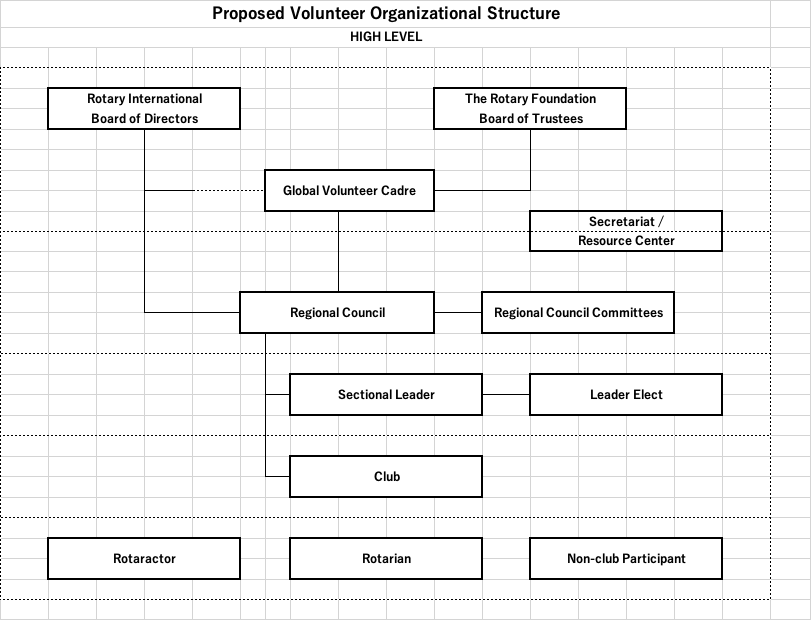 Proposed Volunteer Organizational Structure
HIGH LEVEL
Rotary International
Board of Directors
The Rotary Foundation
Board of Trustees
Global Volunteer Cadre
Secretariat /
Resource Center
Regional Council
Regional Council Committees
Sectional Leader
Leader Elect
Club
Rotaractor
Rotarian
Non-club Participant